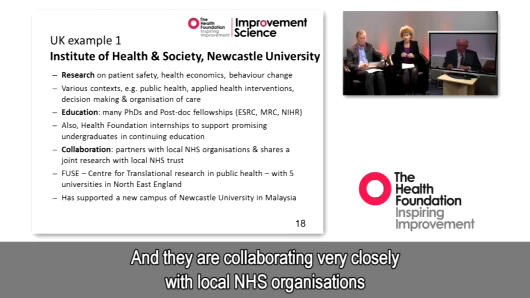 The
Health
Foundation
Inspiring
Improvement
Improvement
Science
UK example 1
Institute of Health & Society, Newcastle University
– Research on patient safety, health economics, behaviour change
– Various contexts, e.g. public health, applied health interventions,
decision making & organisation of care
– Education: many PhDs and Post-doc fellowships (ESRC, MRC, NIHR)
– Also, Health Foundation internships to support promising
undergraduates in continuing education
– Collaboration: partners with local NHS organisations & shares a
joint research with local NHS trust
– FUSE – Centre for Translational research in public health – with 5
universities in North East England
– Has supported a new campus of Newcastle University in Malaysia
18
The
Health
Foundation
Inspiring
Improvement
And they are collaborating very closely
with local NHS organisations